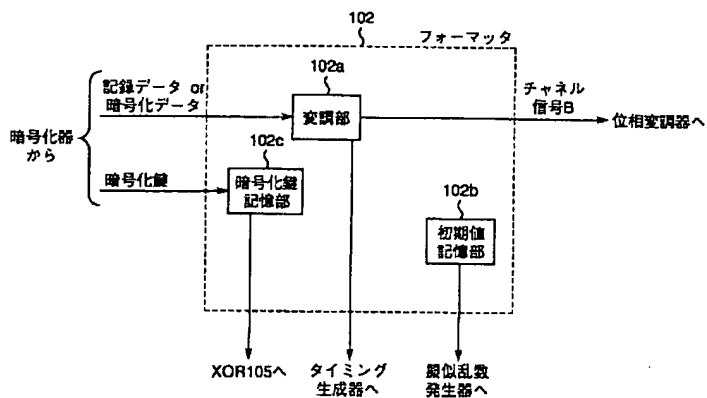 102
フォーマッタ
102a
記録データ or
暗号化データ
変調部
チャネル
信号B
位相変調器へ
暗号化器
から
102c
暗号化鍵
暗号化鍵
記憶部
102b
初期値
記憶部
XOR105へ
タイミング
生成器へ
擬似乱数
発生器へ